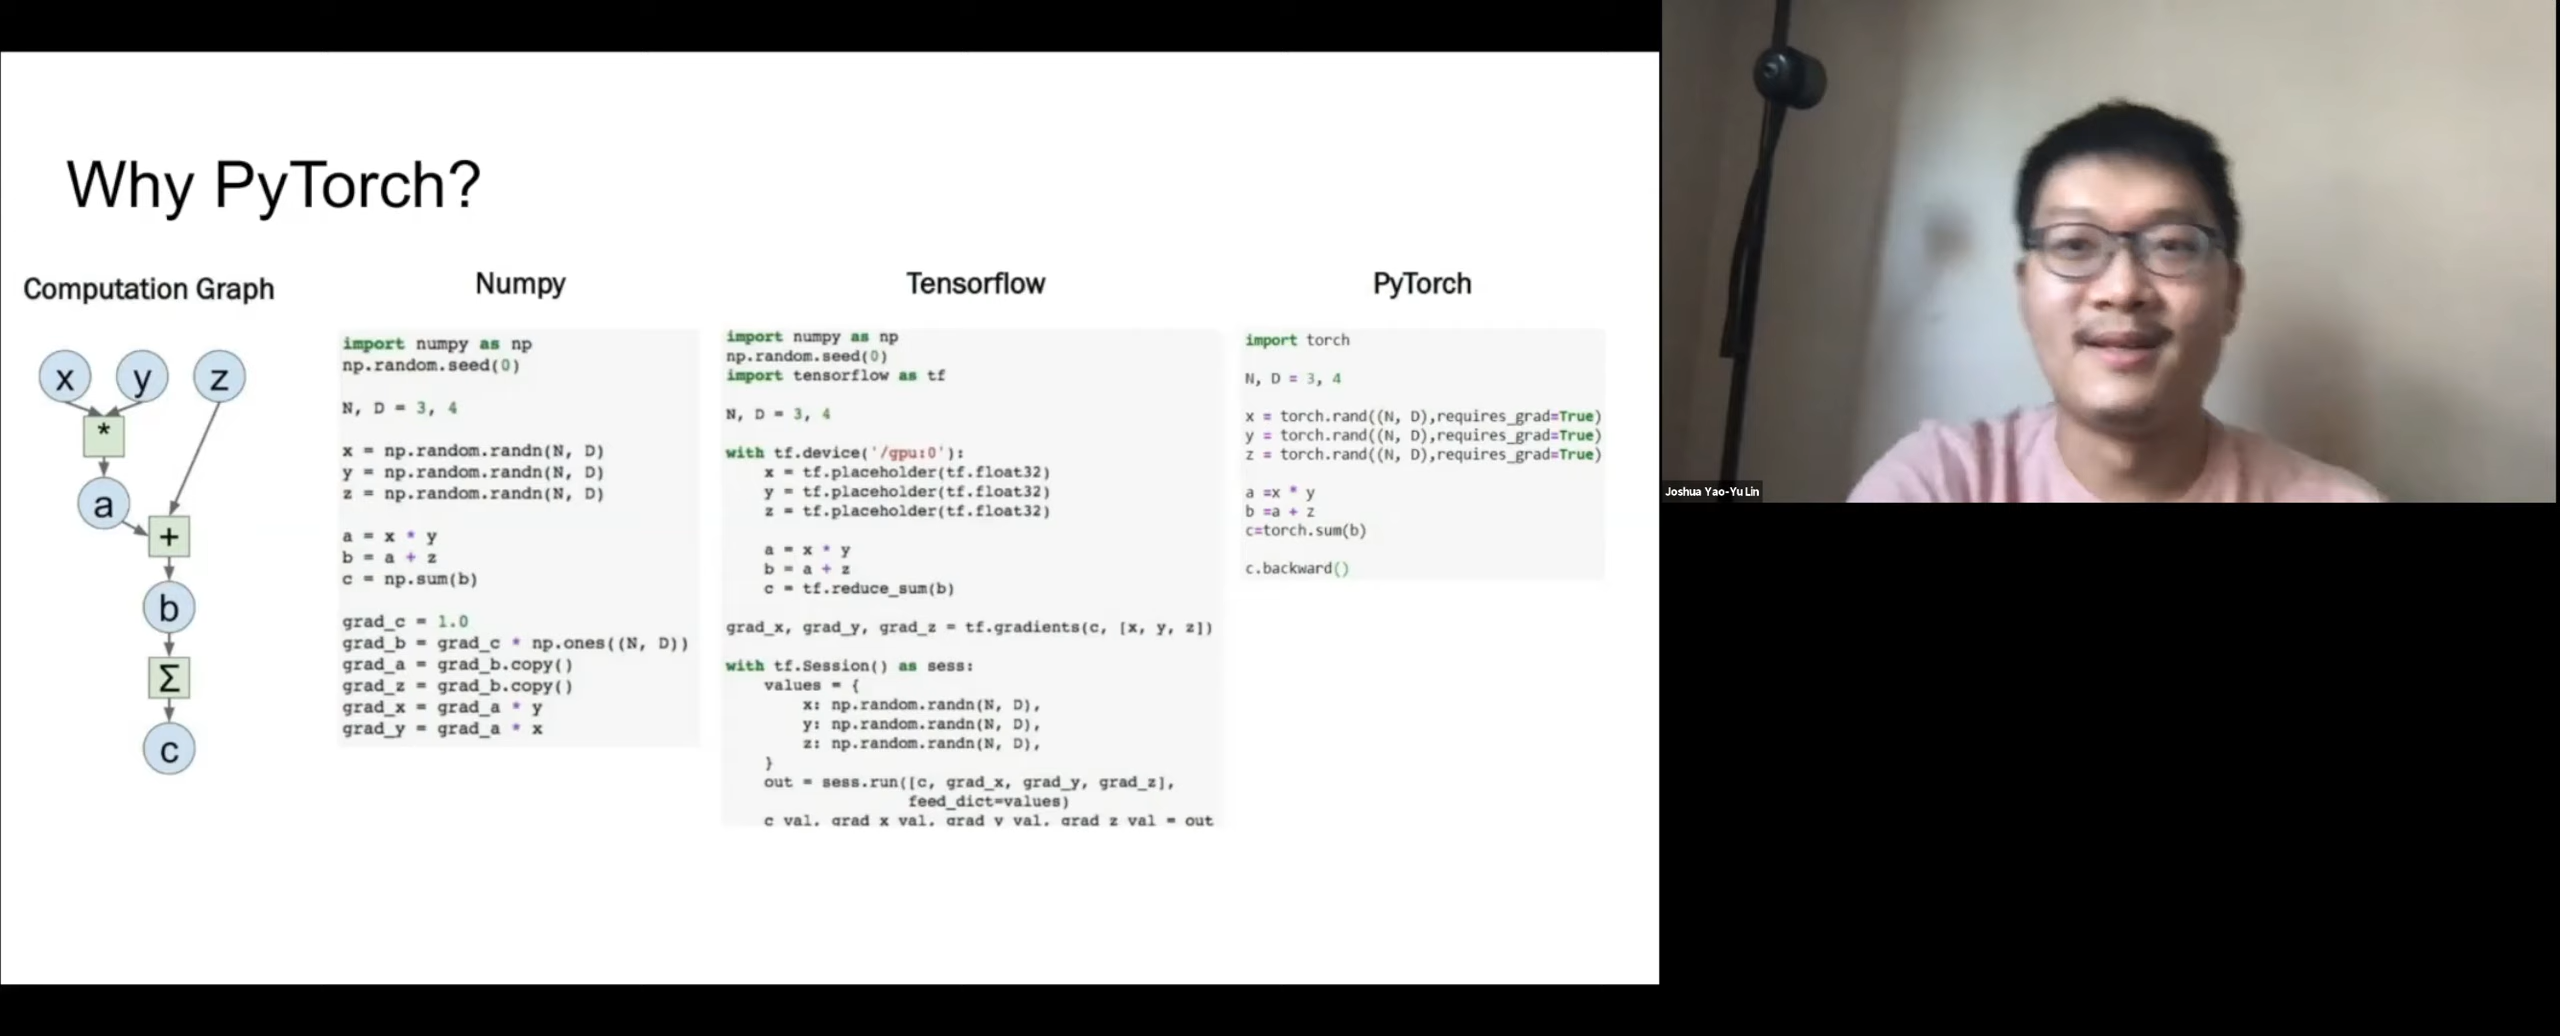 Why PyTorch?
Computation Graph
x y z
*
a
+
b
Σ
c
Numpy
import numpy as np
np.random.seed(0)
N, D = 3, 4
x = np.random.randn(N, D)
y = np.random.randn(N, D)
z = np.random.randn(N, D)
a = x * y
b = a + z
c = np.sum(b)
grad_c = 1.0
grad_b = grad_c * np.ones((N, D))
grad_a = grad_b.copy()
grad_z = grad_b.copy()
grad_x = grad_a * y
grad_y = grad_a * x
Tensorflow
import numpy as np
np.random.seed(0)
import tensorflow as tf
N, D = 3, 4
with tf.device('/gpu:0'):
x = tf.placeholder(tf.float32)
y = tf.placeholder(tf.float32)
z = tf.placeholder(tf.float32)
a = x * y
b = a + z
c = tf.reduce_sum(b)
grad_x, grad_y, grad_z = tf.gradients(c, [x, y, z])
with tf.Session() as sess:
values = {
x: np.random.randn(N, D),
y: np.random.randn(N, D),
z: np.random.randn(N, D),
}
out = sess.run([c, grad_x, grad_y, grad_z],
feed_dict=values)
c_val, grad_x_val, grad_y_val, grad_z_val = out
PyTorch
import torch
N, D = 3, 4
x = torch.rand((N, D),requires_grad=True)
y = torch.rand((N, D),requires_grad=True)
z = torch.rand((N, D),requires_grad=True)
a =x * y
b =a + z
c=torch.sum(b)
c.backward()
Joshua Yao-Yu Lin